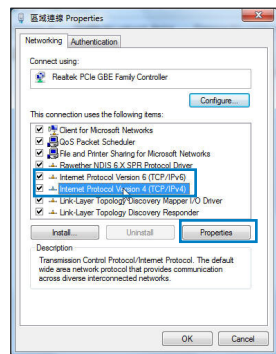 區域連線 Properties
Networking Authentication
Connect using:
Realtek PCIe GBE Family Controller
Configure...
This connection uses the following items:
Client for Microsoft Networks
QoS Packet Scheduler
File and Printer Sharing for Microsoft Networks
Rawether NDIS 6.X SPR Protocol Driver
Internet Protocol Version 6 (TCP/IPv6)
Internet Protocol Version 4 (TCP/IPv4)
Link-Layer Topology Discovery Mapper I/O Driver
Link-Layer Topology Discovery Responder
Install... Uninstall Properties
Description
Transmission Control Protocol/Internet Protocol. The default
wide area network protocol that provides communication
across diverse interconnected networks.
OK Cancel